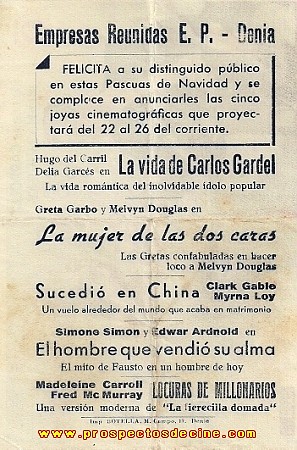 Empresas Reunidas E. P. - Denia
FELICITA a su distinguido público
en estas Pascuas de Navidad y se
complace en anunciarles las cinco
joyas cinematográficas que proyec-
tará del 22 al 26 del corriente.
Hugo del Carril
Delia Garcés en La vida de Carlos Gardel
La vida romántica del inolvidable ídolo popular
Greta Garbo y Melvyn Douglas en
La mujer de las dos caras
Las Gretas confabuladas en hacer
loco a Melvyn Douglas
Sucedió en China Clark Gable
Myrna Loy
Un vuelo alrededor del mundo que acaba en matrimonio
Simone Simon y Edwar Ardnold en
El hombre que vendió su alma
El mito de Fausto en un hombre de hoy
Madeleine Carroll
Fred Mc Murray LOCURAS DE MILLONARIOS
Una versión moderna de "La fierecilla domada"
Imp. BOTELLA, M. Campo, 11. Denia
www.prospectosdecine.com